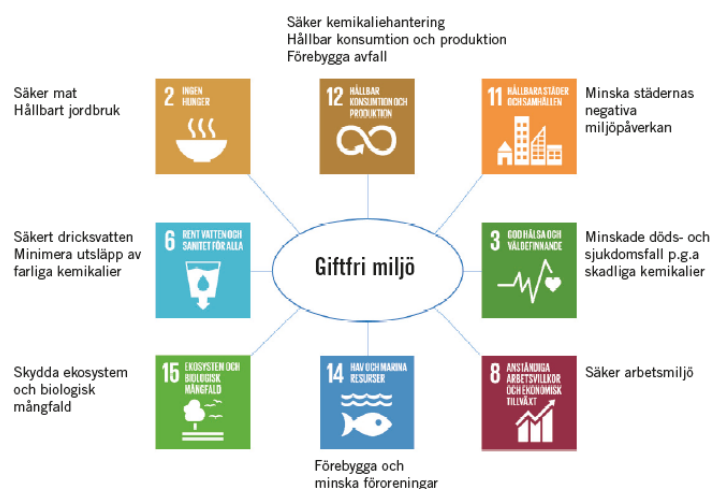 Säker kemikaliehantering
Hållbar konsumtion och produktion
Förebygga avfall
Säker mat
Hållbart jordbruk
2 INGEN
HUNGER
12 HÅLLBAR
KONSUMTION OCH
PRODUKTION
11 HÅLLBARA STÄDER
OCH SAMHÄLLEN
Minska städernas
negativa
miljöpåverkan
Säkert dricksvatten
Minimera utsläpp av
farliga kemikalier
6 RENT VATTEN OCH
SANITET FÖR ALLA
Giftfri miljö
3 GOD HÄLSA OCH
VÄLBEFINNANDE
Minskade döds- och
sjukdomsfall p.g.a
skadliga kemikalier
Skydda ekosystem
och biologisk
mångfald
15 EKOSYSTEM OCH
BIOLOGISK
MÅNGFALD
14 HAV OCH MARINA
RESURSER
8 ANSTÄNDIGA
ARBETSVILLKOR
OCH EKONOMISK
TILLVÄXT
Säker arbetsmiljö
Förebygga och
minska föroreningar